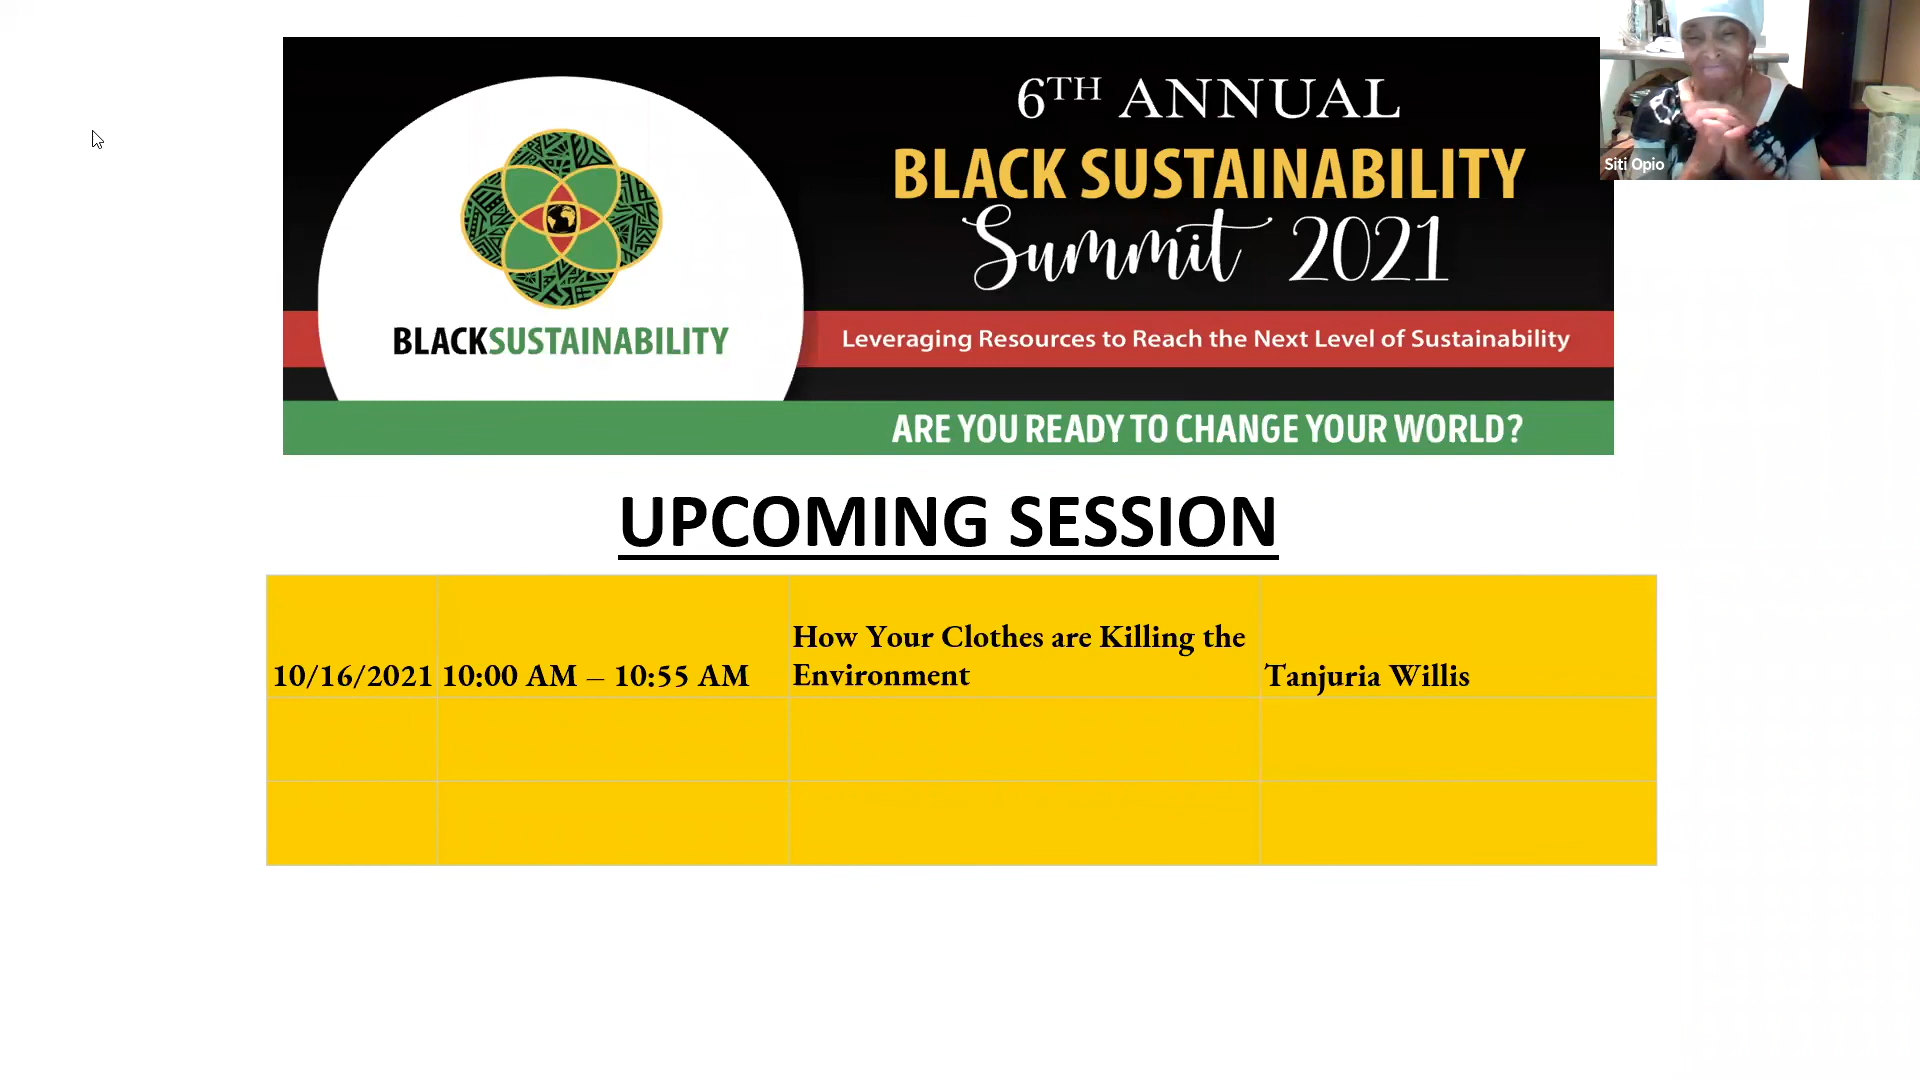 6TH ANNUAL
BLACK SUSTAINABILITY
Summit 2021
BLACKSUSTAINABILITY
Leveraging Resources to Reach the Next Level of Sustainability
ARE YOU READY TO CHANGE YOUR WORLD?
Siti Opio
UPCOMING SESSION
10/16/2021 10:00 AM – 10:55 AM How Your Clothes are Killing the
Environment Tanjuria Willis